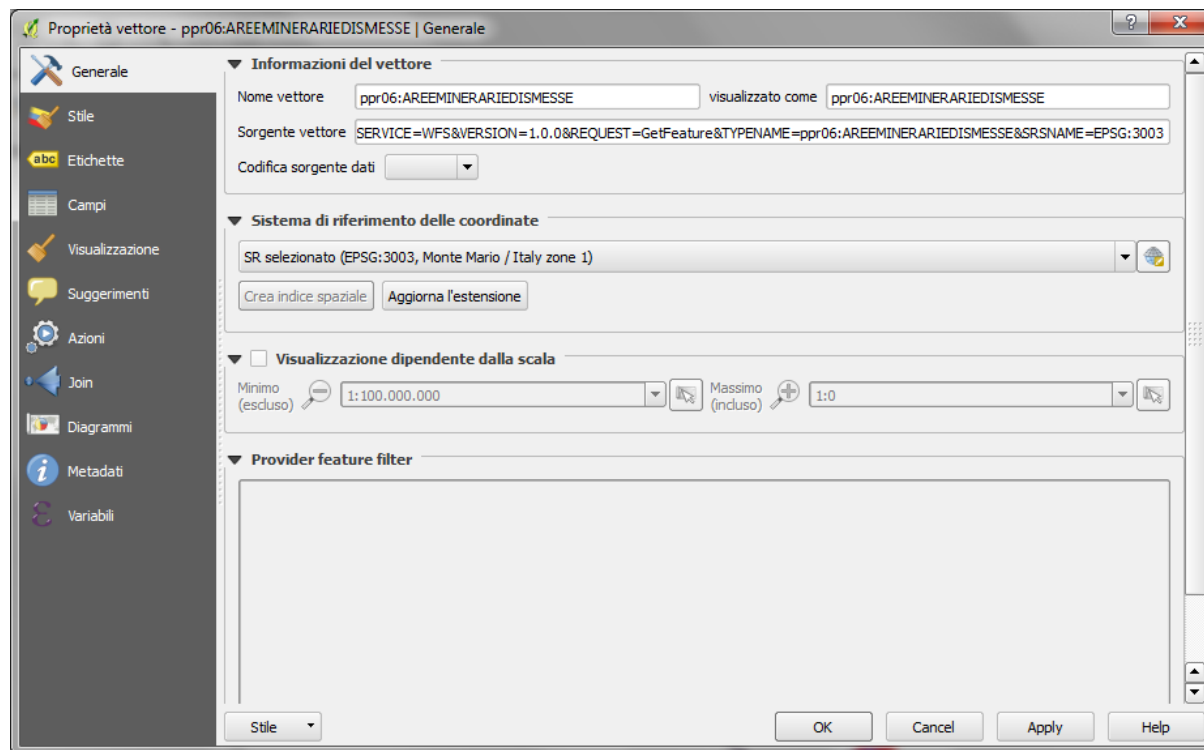 Proprietà vettore - ppr06:AREEMINERARIEDISMESSE | Generale
Generale
Stile
abc Etichette
Campi
Visualizzazione
Suggerimenti
Azioni
Join
Diagrammi
Metadati
Variabili
Informazioni del vettore
Nome vettore ppr06:AREEMINERARIEDISMESSE visualizzato come ppr06:AREEMINERARIEDISMESSE
Sorgente vettore SERVICE=WFS&VERSION=1.0.0&REQUEST=GetFeature&TYPENAME=ppr06:AREEMINERARIEDISMESSE&SRSNAME=EPSG:3003
Codifica sorgente dati
Sistema di riferimento delle coordinate
SR selezionato (EPSG:3003, Monte Mario / Italy zone 1)
Crea indice spaziale Aggiorna l'estensione
Visualizzazione dipendente dalla scala
Minimo (escluso) 1:100.000.000 Massimo (incluso) 1:0
Provider feature filter
Stile OK Cancel Apply Help